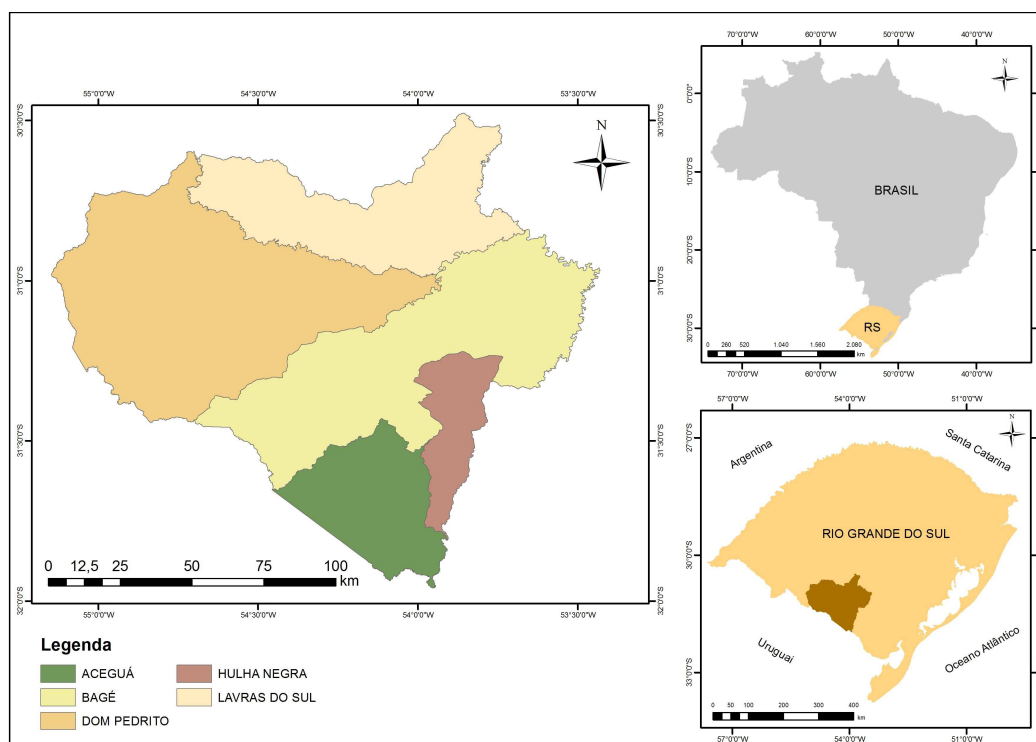 55°0'0"W 54°30'0"W 54°0'0"W 53°30'0"W
30°30'0"S 30°30'0"S
N
31°0'0"S 31°0'0"S
31°30'0"S 31°30'0"S
0 12,5 25 50 75 100
km
32°0'0"S 32°0'0"S
55°0'0"W 54°30'0"W 54°0'0"W 53°30'0"W
Legenda
ACEGUÁ
BAGÉ
DOM PEDRITO
HULHA NEGRA
LAVRAS DO SUL
70°0'0"W 60°0'0"W 50°0'0"W 40°0'0"W
N
0°0'0"
10°0'0"S
BRASIL
20°0'0"S
30°0'0"S
RS
0 260 520 1.040 1.560 2.080
km
70°0'0"W 60°0'0"W 50°0'0"W 40°0'0"W
57°0'0"W 54°0'0"W 51°0'0"W
N
27°0'0"S
Argentina
Santa Catarina
RIO GRANDE DO SUL
30°0'0"S
Uruguai
Oceano Atlântico
33°0'0"S
0 25 50 100 200 300 400
km
57°0'0"W 54°0'0"W 51°0'0"W